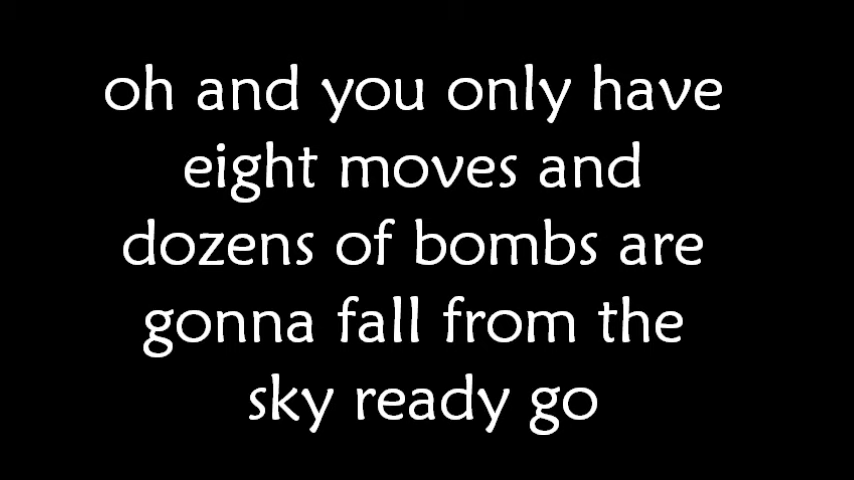 oh and you only have
eight moves and
dozens of bombs are
gonna fall from the
sky ready go